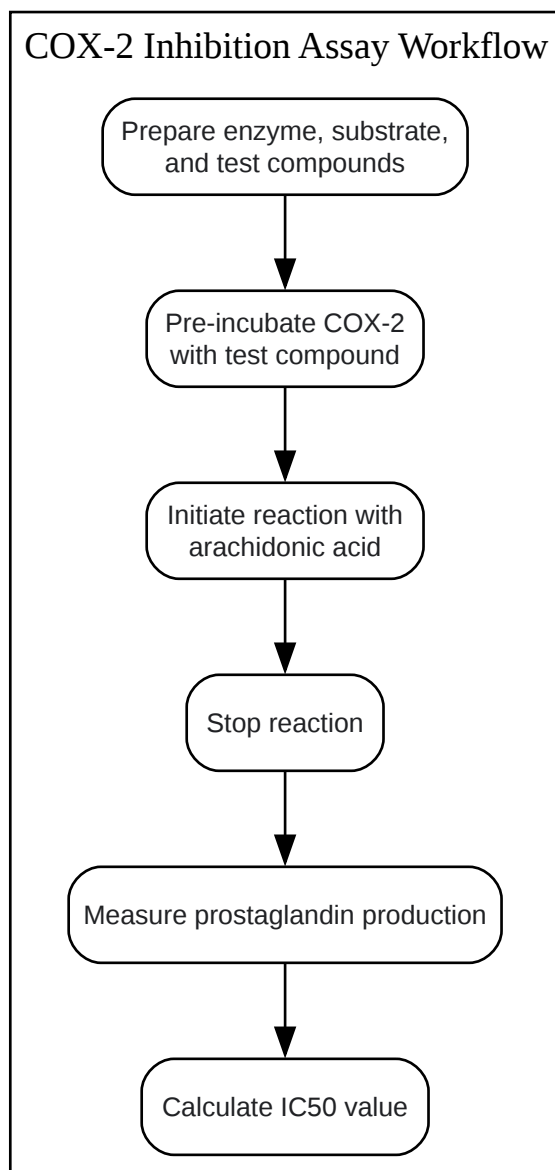 COX-2 Inhibition Assay Workflow
Prepare enzyme, substrate,
and test compounds
Pre-incubate COX-2
with test compound
Initiate reaction with
arachidonic acid
Stop reaction
Measure prostaglandin production
Calculate IC50 value